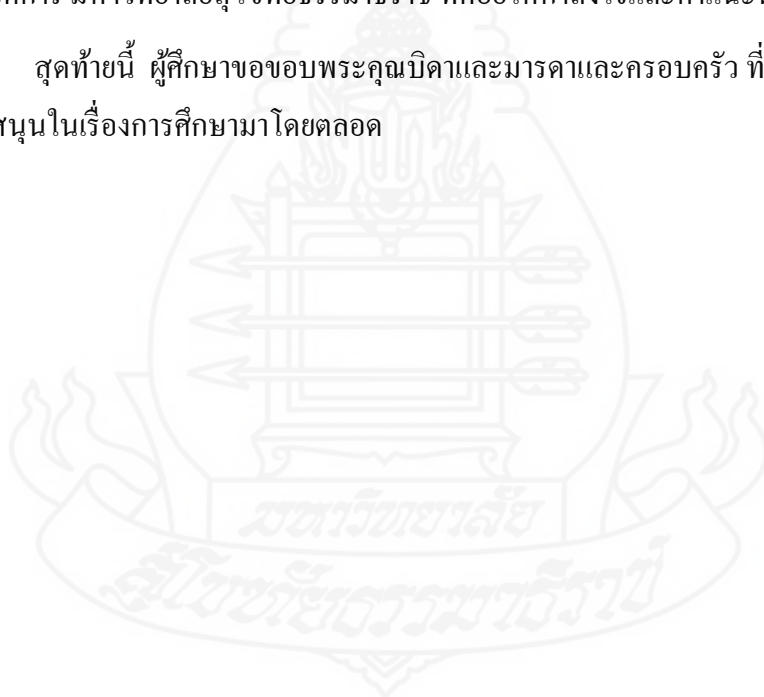 สุดท้ายนี้ ผู้ศึกษาขอขอบพระคุณบิดาและมารดาและครอบครัว ที่
สนุนในเรื่องการศึกษามาโดยตลอด
มหาวิทยาลัย
สุโขทัยธรรมาธิราช